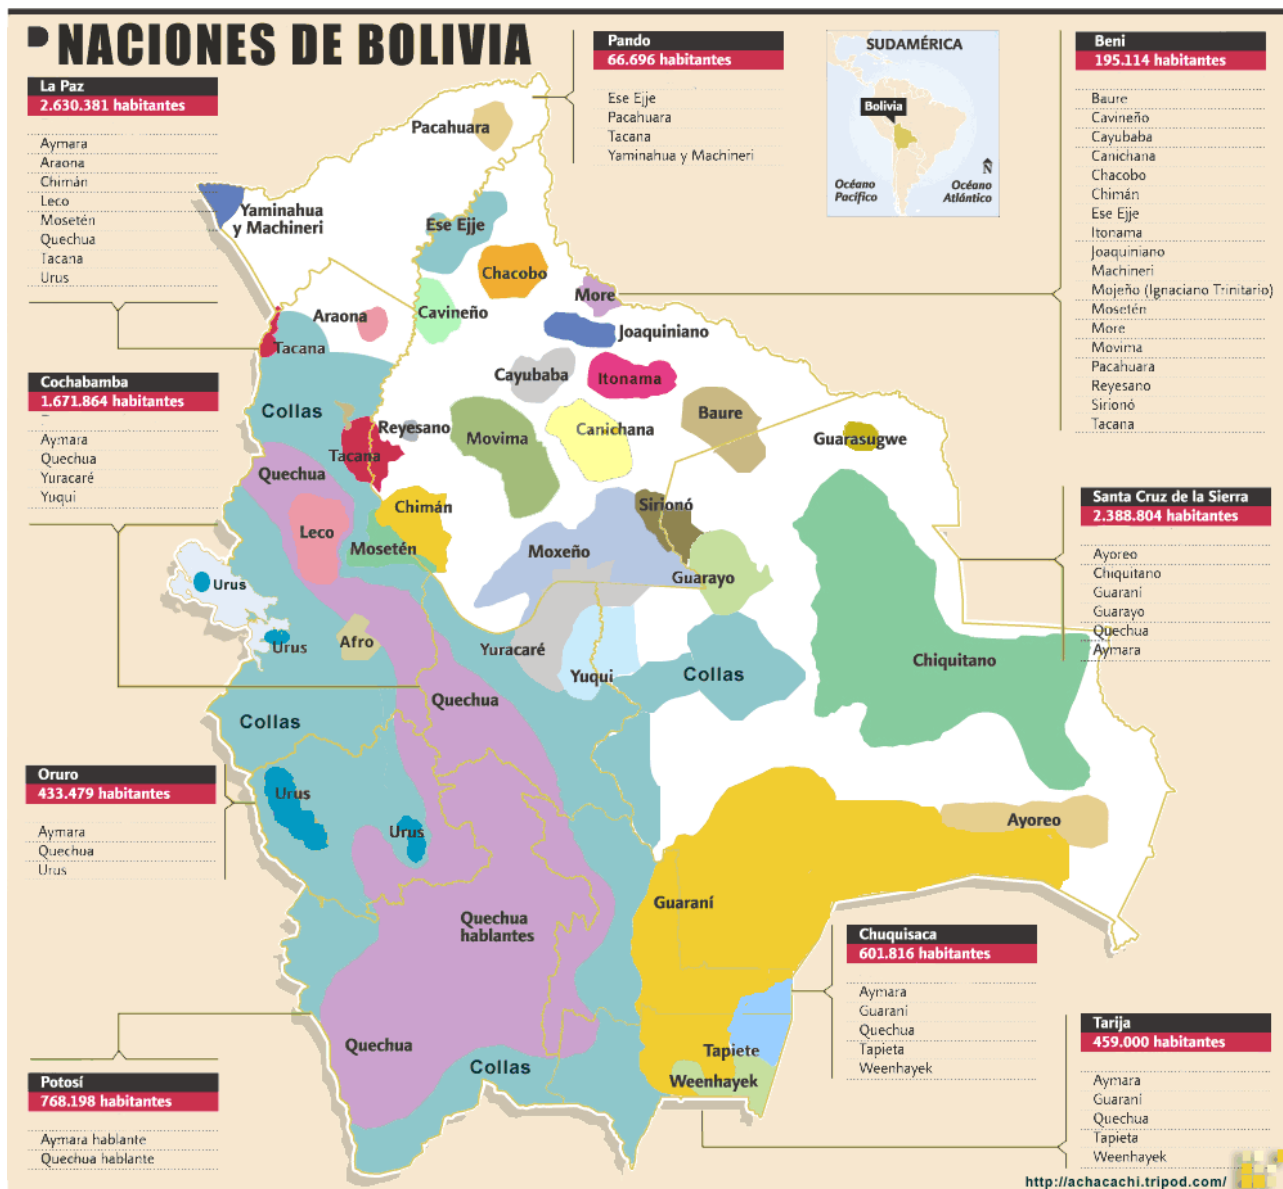 NACIONES DE BOLIVIA
La Paz
2.630.381 habitantes
Aymara
Araona
Chimán
Leco
Mosetén
Quechua
Tacana
Urus
Cochabamba
1.671.864 habitantes
Aymara
Quechua
Yuracaré
Yuqui
Oruro
433.479 habitantes
Aymara
Quechua
Urus
Potosí
768.198 habitantes
Aymara hablante
Quechua hablante
Pando
66.696 habitantes
Ese Ejje
Pacahuara
Tacana
Yaminahua y Machineri
SUDAMÉRICA
Bolivia
Océano
Pacífico
Océano
Atlántico
N
Beni
195.114 habitantes
Baure
Cavineño
Cayubaba
Canichana
Chacobo
Chimán
Ese Ejje
Itonama
Joaquiniano
Machineri
Mojeño (Ignaciano Trinitario)
Mosetén
More
Movima
Pacahuara
Reyesano
Sirionó
Tacana
Santa Cruz de la Sierra
2.388.804 habitantes
Ayoreo
Chiquitano
Guaraní
Guarayo
Quechua
Aymara
Chuquisaca
601.816 habitantes
Aymara
Guaraní
Quechua
Tapieta
Weenhayek
Tarija
459.000 habitantes
Aymara
Guaraní
Quechua
Tapieta
Weenhayek
Pacahuara
Yaminahua
y Machineri
Ese Ejje
Chacobo
More
Araona
Cavineño
Joaquiniano
Tacana
Cayubaba
Itonama
Collas
Reyesano
Movima
Canichana
Baure
Guarasugwe
Tacana
Quechua
Chimán
Sirionó
Leco
Mosetén
Moxeño
Guarayo
Urus
Urus
Afro
Yuracaré
Yuqui
Collas
Chiquitano
Quechua
Collas
Urus
Urus
Ayoreo
Guaraní
Quechua
hablantes
Quechua
Collas
Tapiete
Weenhayek
http://achacachi.tripod.com/